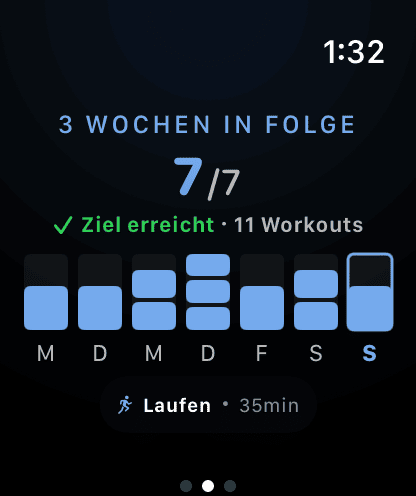 1:32
3 WOCHEN IN FOLGE
7/7
Ziel erreicht · 11 Workouts
M D M D F S S
Laufen • 35min